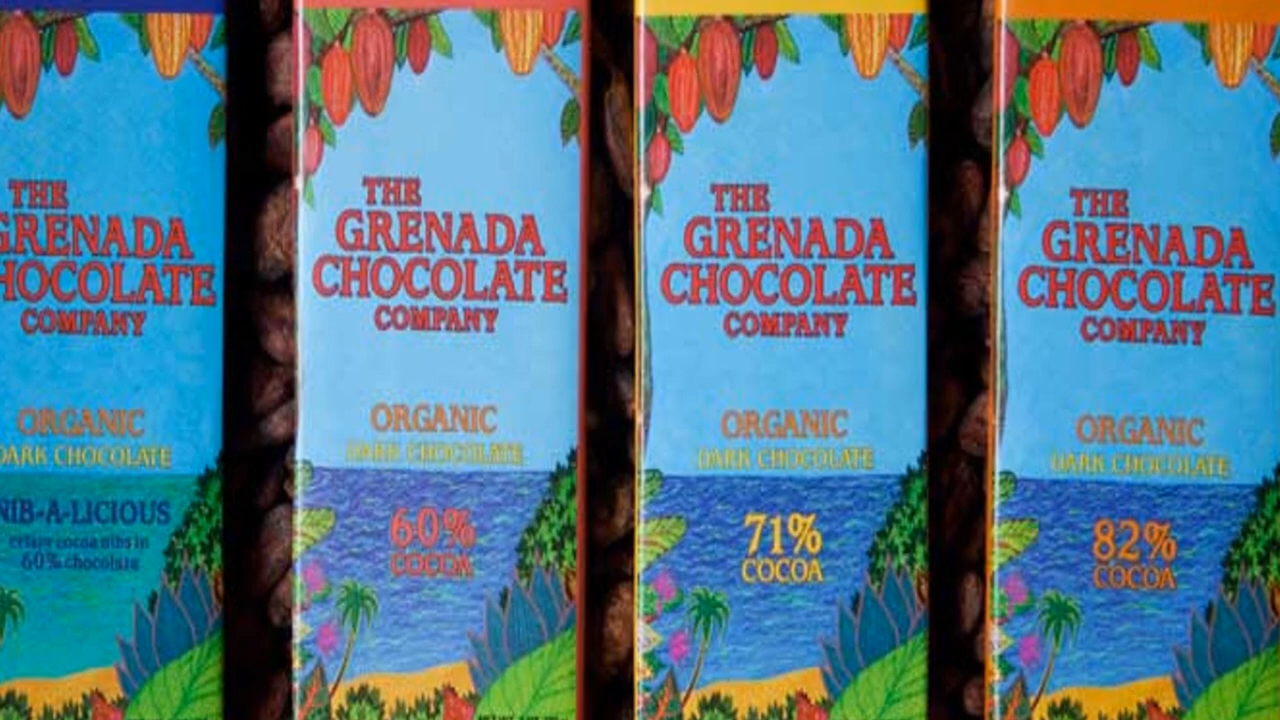 THE
GRENADA
CHOCOLATE
COMPANY
ORGANIC
DARK CHOCOLATE
NIB-A-LICIOUS
crispy cocoa nibs in
60% chocolate
THE
GRENADA
CHOCOLATE
COMPANY
ORGANIC
DARK CHOCOLATE
60%
COCOA
THE
GRENADA
CHOCOLATE
COMPANY
ORGANIC
DARK CHOCOLATE
71%
COCOA
THE
GRENADA
CHOCOLATE
COMPANY
ORGANIC
DARK CHOCOLATE
82%
COCOA